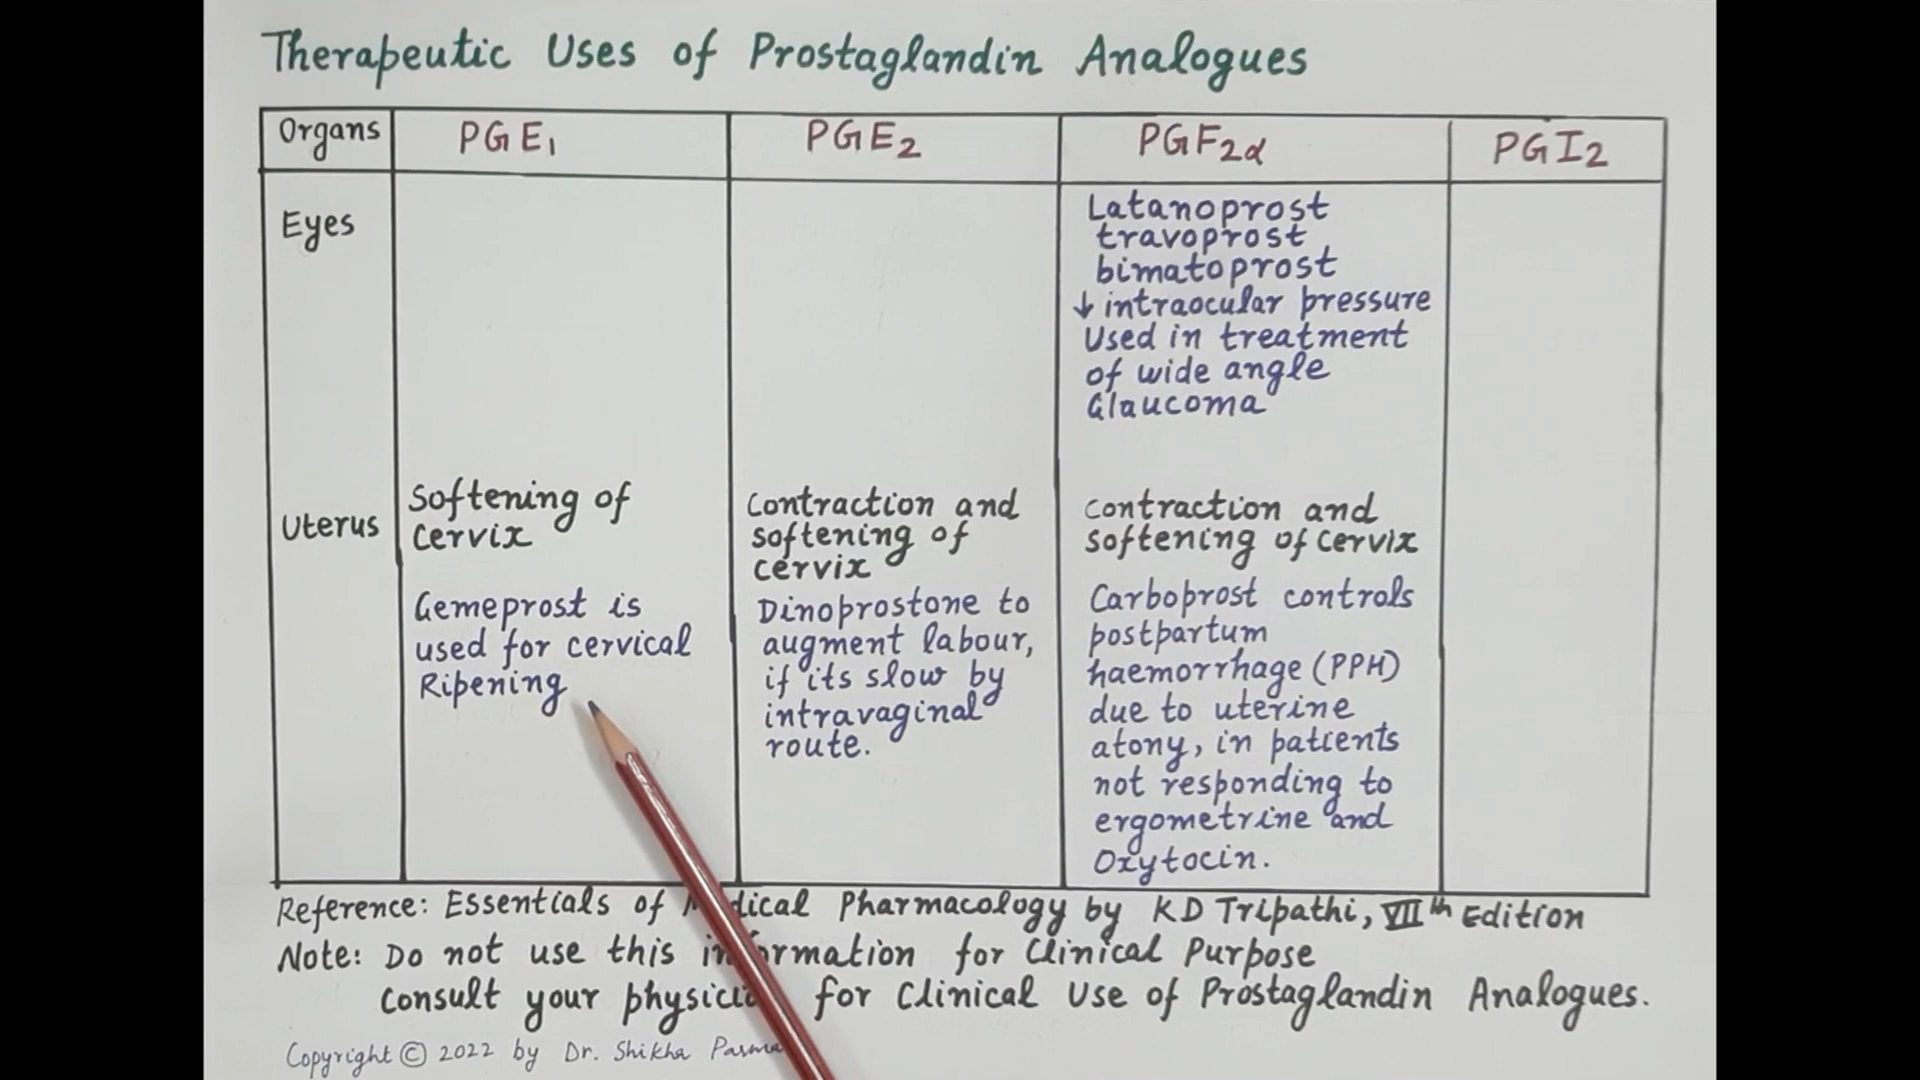 Therapeutic Uses of Prostaglandin Analogues
Organs PGE1 PGE2 PGF2α PGI2
Eyes
Latanoprost
travoprost
bimatoprost
↓ intraocular pressure
Used in treatment
of wide angle
Glaucoma
Uterus
Softening of
cervix
Gemeprost is
used for cervical
Ripening
Contraction and
softening of
cervix
Dinoprostone to
augment labour,
if its slow by
intravaginal
route.
Contraction and
softening of cervix
Carboprost controls
postpartum
haemorrhage (PPH)
due to uterine
atony, in patients
not responding to
ergometrine and
Oxytocin.
Reference: Essentials of Medical Pharmacology by KD Tripathi, VIIth Edition
Note: Do not use this information for Clinical Purpose
Consult your physician for Clinical Use of Prostaglandin Analogues.
Copyright © 2022 by Dr. Shikha